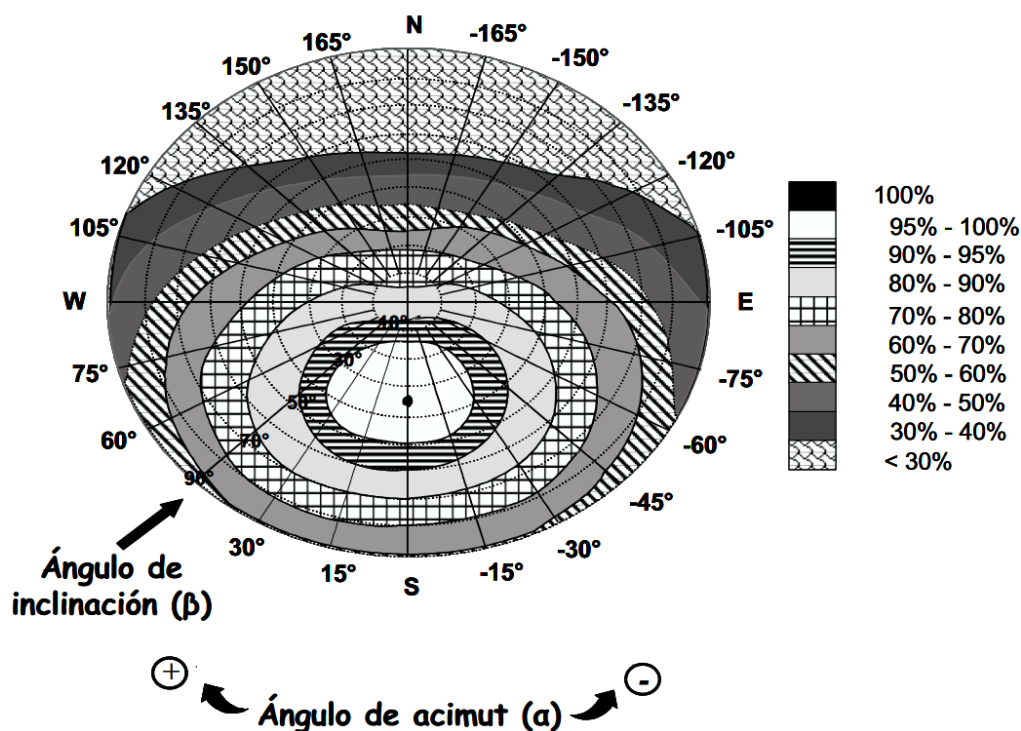 N
165°
-165°
150°
-150°
135°
-135°
120°
-120°
105°
-105°
W
E
75°
-75°
60°
-60°
-45°
30°
-30°
15°
-15°
S
40°
30°
50°
70°
90°
100%
95% - 100%
90% - 95%
80% - 90%
70% - 80%
60% - 70%
50% - 60%
40% - 50%
30% - 40%
< 30%
Ángulo de
inclinación (β)
+
-
Ángulo de acimut (α)